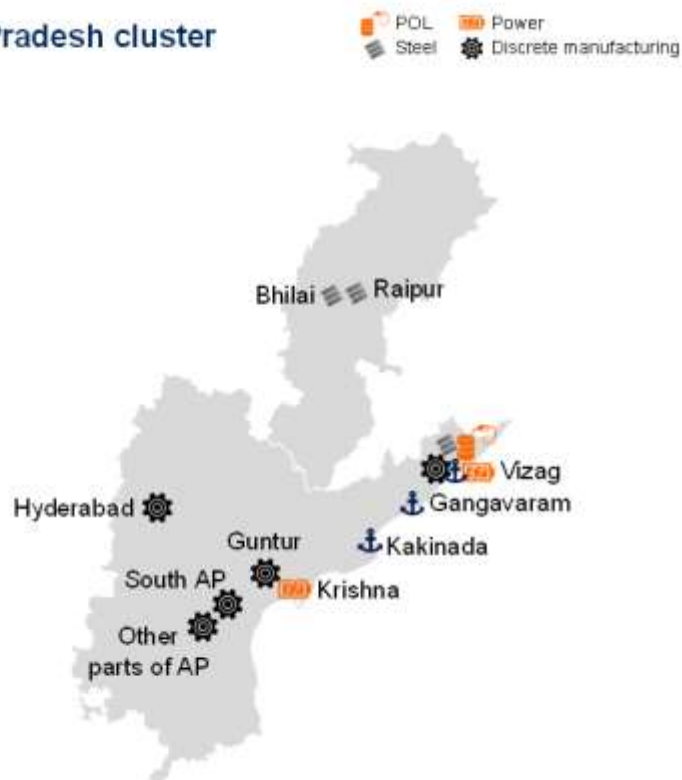 Pradesh cluster
POL
Power
Steel
Discrete manufacturing
Bhilai
Raipur
Vizag
Gangavaram
Hyderabad
Kakinada
Guntur
South AP
Krishna
Other
parts of AP